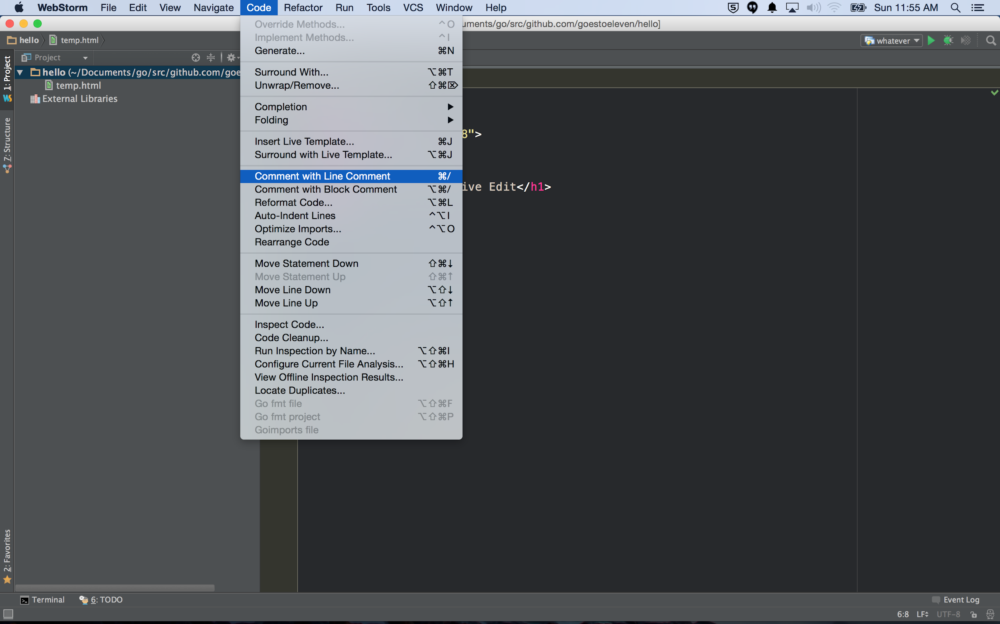 WebStorm File Edit View Navigate Code Refactor Run Tools VCS Window Help Sun 11:55 AM
uments/go/src/github.com/goestoeleven/hello]
hello temp.html whatever
Project
hello (~/Documents/go/src/github.com/goe
temp.html
External Libraries
1: Project
7: Structure
2: Favorites
Override Methods... ^O
Implement Methods... ^I
Generate... ⌘N
Surround With... ⌥⌘T
Unwrap/Remove... ⇧⌘⌦
Completion ▶
Folding ▶
Insert Live Template... ⌘J
Surround with Live Template... ⌥⌘J
Comment with Line Comment ⌘/
Comment with Block Comment ⌥⌘/
Reformat Code... ⌥⌘L
Auto-Indent Lines ^⌥I
Optimize Imports... ^⌥O
Rearrange Code
Move Statement Down ⇧⌘↓
Move Statement Up ⇧⌘↑
Move Line Down ⌥⇧↓
Move Line Up ⌥⇧↑
Inspect Code...
Code Cleanup...
Run Inspection by Name... ⌥⇧⌘I
Configure Current File Analysis... ⌥⇧⌘H
View Offline Inspection Results...
Locate Duplicates...
Go fmt file ⌥⇧⌘F
Go fmt project ⌥⇧⌘P
Goimports file
8">
ive Edit</h1>
Terminal 6: TODO Event Log
6:8 LF UTF-8